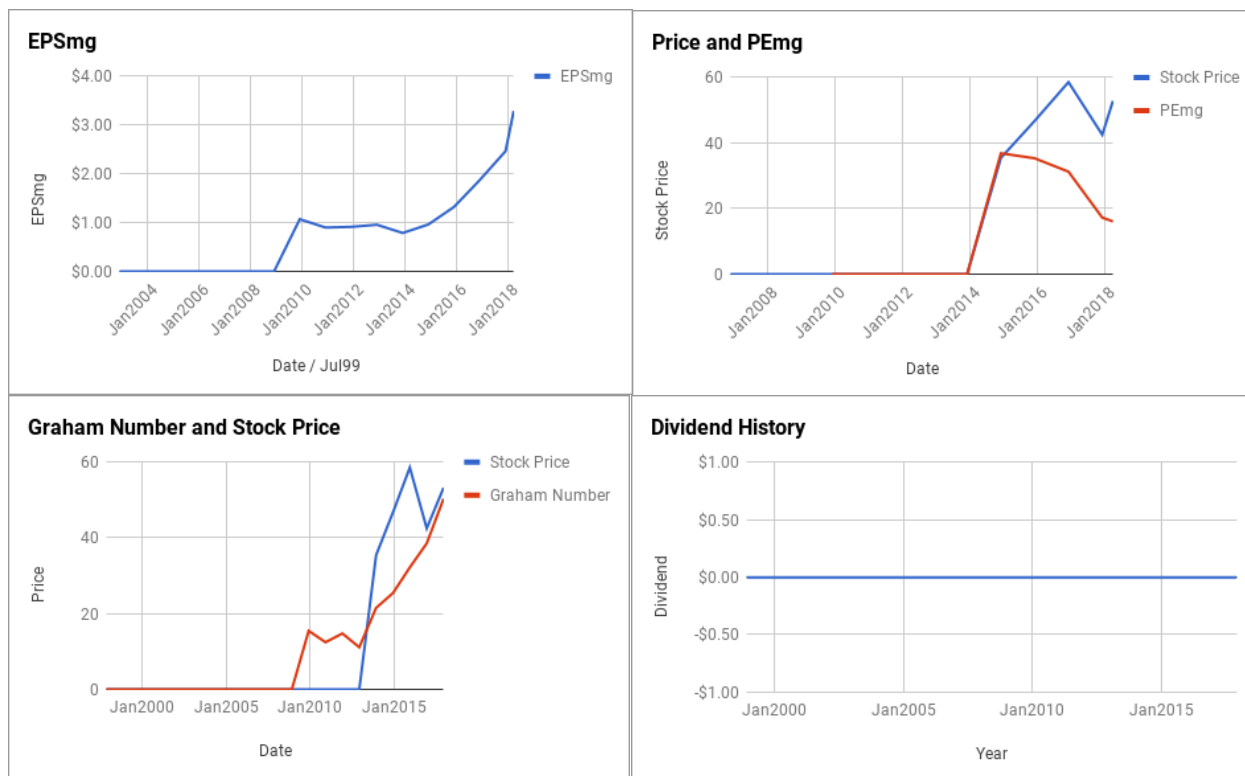 EPSmg
EPSmg
$4.00
$3.00
$2.00
$1.00
$0.00
EPSmg
Jan2004
Jan2006
Jan2008
Jan2010
Jan2012
Jan2014
Jan2016
Jan2018
Date / Jul99
Price and PEmg
Stock Price
PEmg
60
40
20
0
Stock Price
Jan2008
Jan2010
Jan2012
Jan2014
Jan2016
Jan2018
Date
Graham Number and Stock Price
Stock Price
Graham Number
60
40
20
0
Price
Jan2000
Jan2005
Jan2010
Jan2015
Date
Dividend History
$1.00
$0.50
$0.00
-$0.50
-$1.00
Dividend
Jan2000
Jan2005
Jan2010
Jan2015
Year